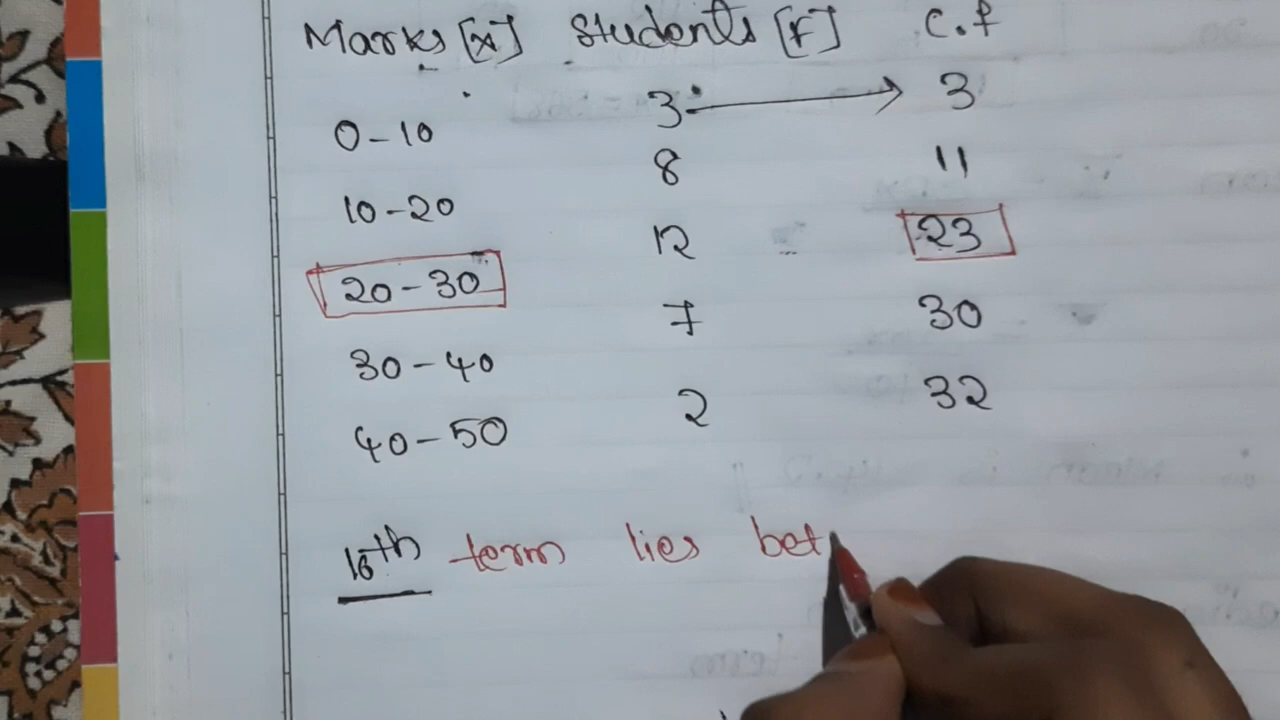 Marks [x] Students [f] C.f
0-10 3 → 3
10-20 8 11
20-30 12 23
30-40 7 30
40-50 2 32
16th term lies bet